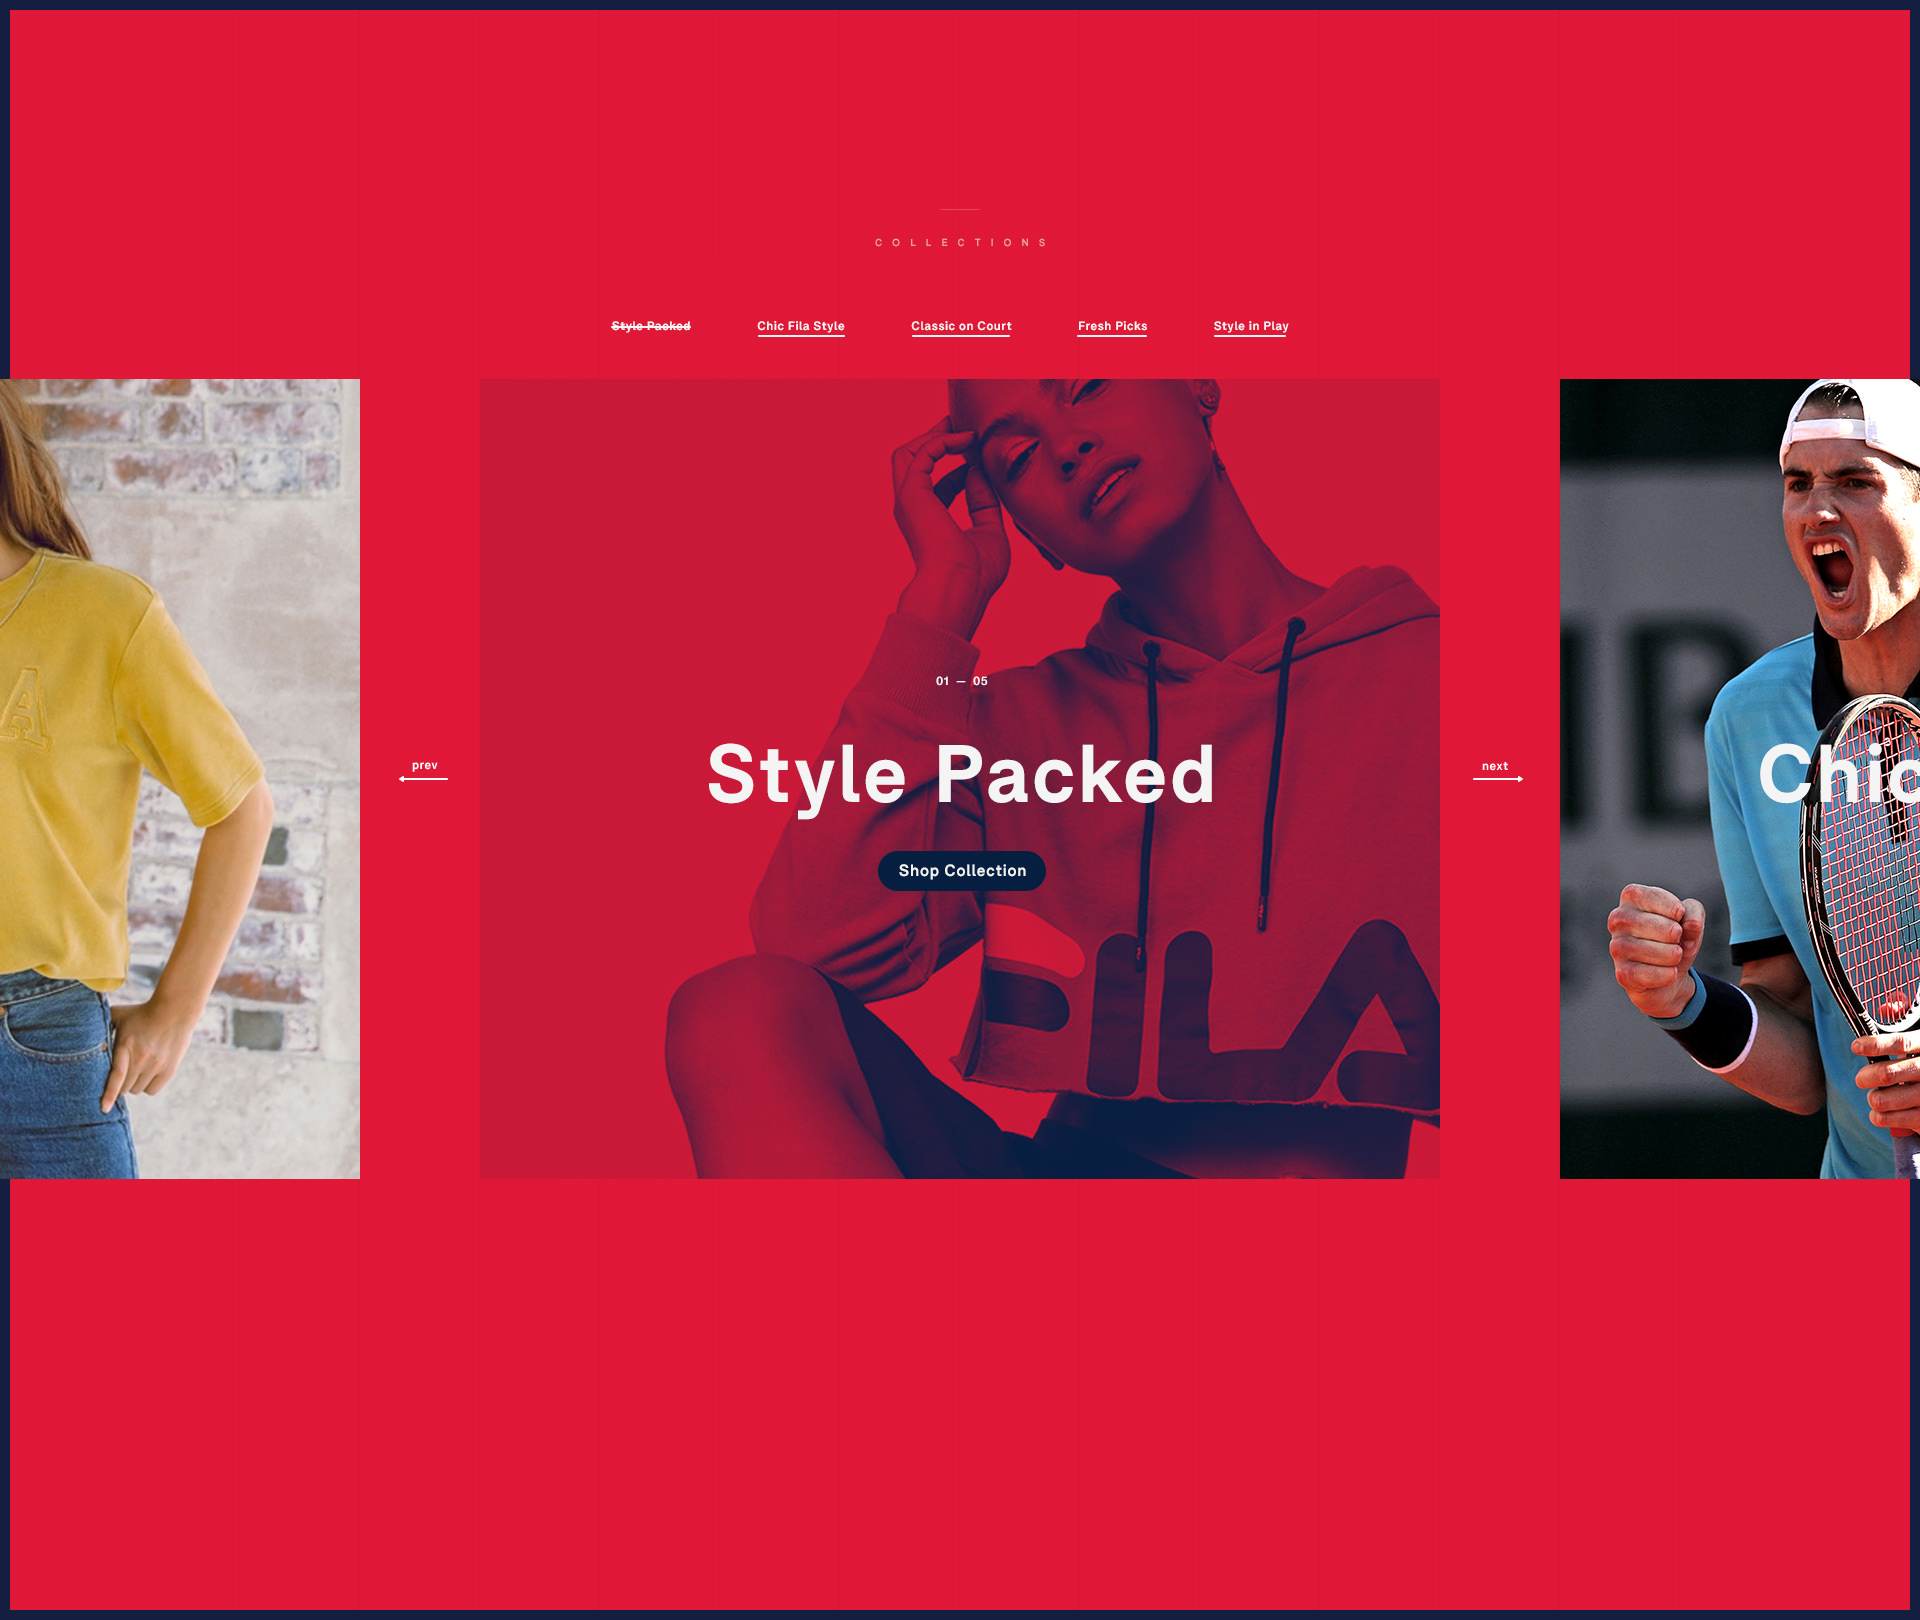 COLLECTIONS
Style Packed
Chic Fila Style
Classic on Court
Fresh Picks
Style in Play
01 — 05
prev
Style Packed
next
Chic
Shop Collection
FILA
A